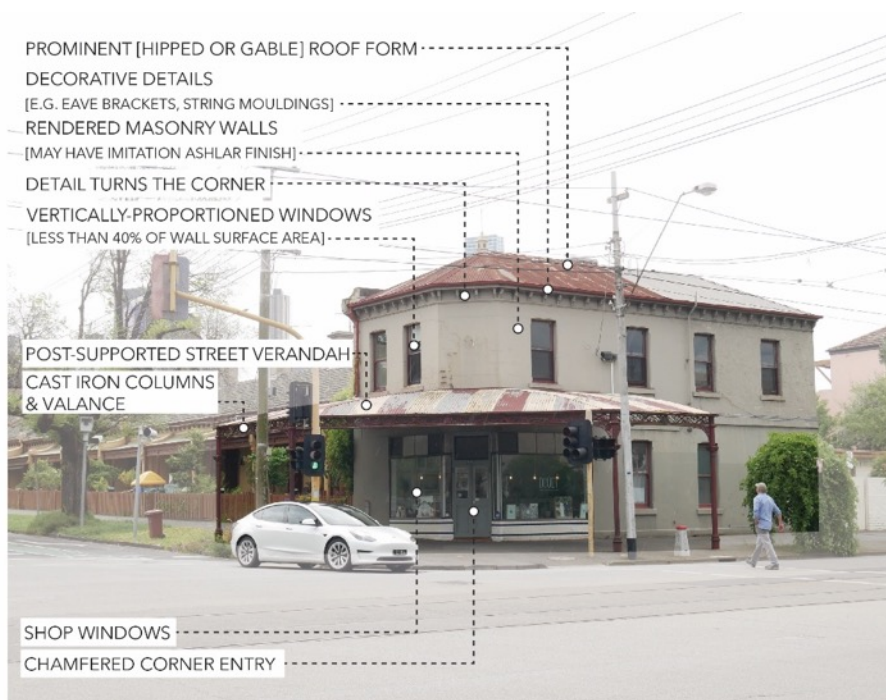 PROMINENT [HIPPED OR GABLE] ROOF FORM
DECORATIVE DETAILS
[E.G. EAVE BRACKETS, STRING MOULDINGS]
RENDERED MASONRY WALLS
[MAY HAVE IMITATION ASHLAR FINISH]
DETAIL TURNS THE CORNER
VERTICALLY-PROPORTIONED WINDOWS
[LESS THAN 40% OF WALL SURFACE AREA]
POST-SUPPORTED STREET VERANDAH
CAST IRON COLUMNS
& VALANCE
SHOP WINDOWS
CHAMFERED CORNER ENTRY